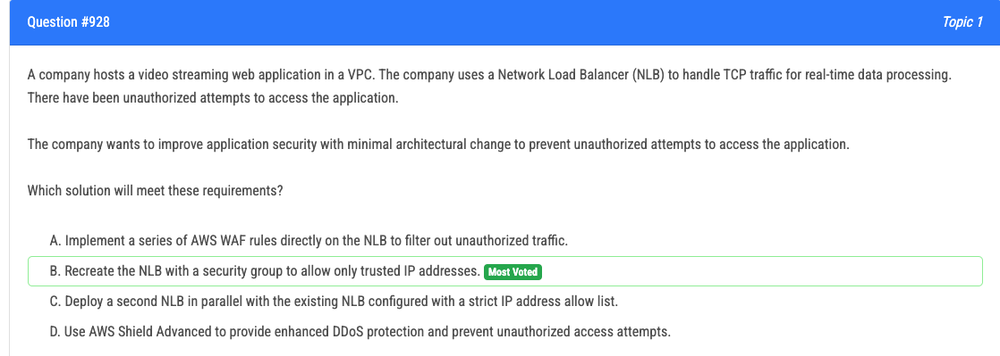 Question #928
Topic 1
A company hosts a video streaming web application in a VPC. The company uses a Network Load Balancer (NLB) to handle TCP traffic for real-time data processing.
There have been unauthorized attempts to access the application.
The company wants to improve application security with minimal architectural change to prevent unauthorized attempts to access the application.
Which solution will meet these requirements?
A. Implement a series of AWS WAF rules directly on the NLB to filter out unauthorized traffic.
B. Recreate the NLB with a security group to allow only trusted IP addresses. Most Voted
C. Deploy a second NLB in parallel with the existing NLB configured with a strict IP address allow list.
D. Use AWS Shield Advanced to provide enhanced DDoS protection and prevent unauthorized access attempts.